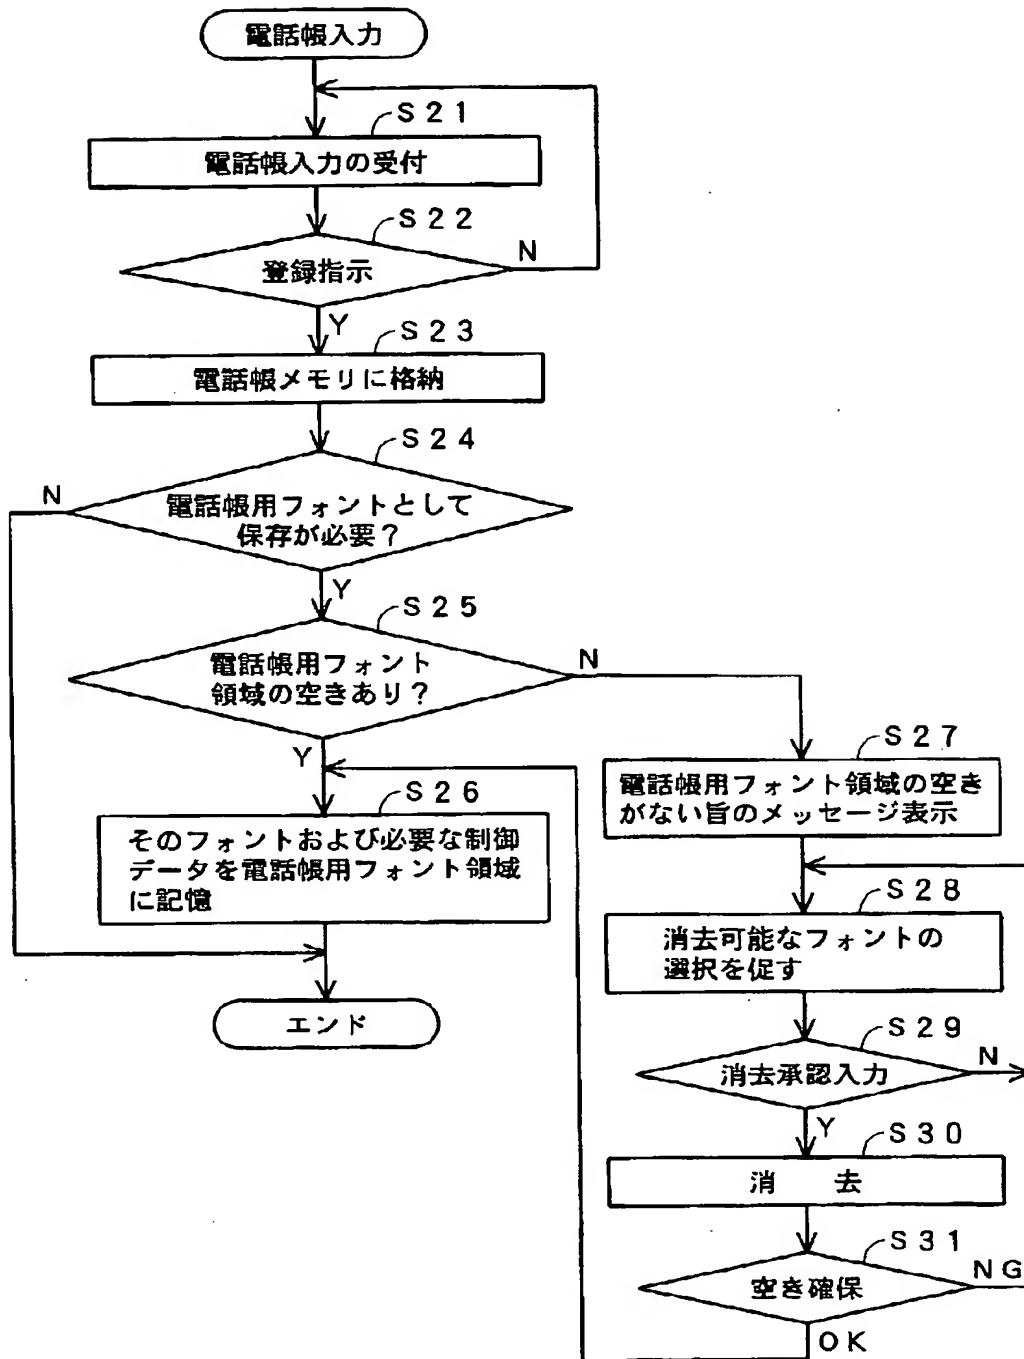 電話帳入力
S21
電話帳入力の受付
S22
登録指示
N
Y
S23
電話帳メモリに格納
S24
電話帳用フォントとして
保存が必要?
N
Y
S25
電話帳用フォント
領域の空きあり?
N
Y
S26
そのフォントおよび必要な制御
データを電話帳用フォント領域
に記憶
エンド
S27
電話帳用フォント領域の空き
がない旨のメッセージ表示
S28
消去可能なフォントの
選択を促す
S29
消去承認入力
N
Y
S30
消 去
S31
空き確保
NG
OK